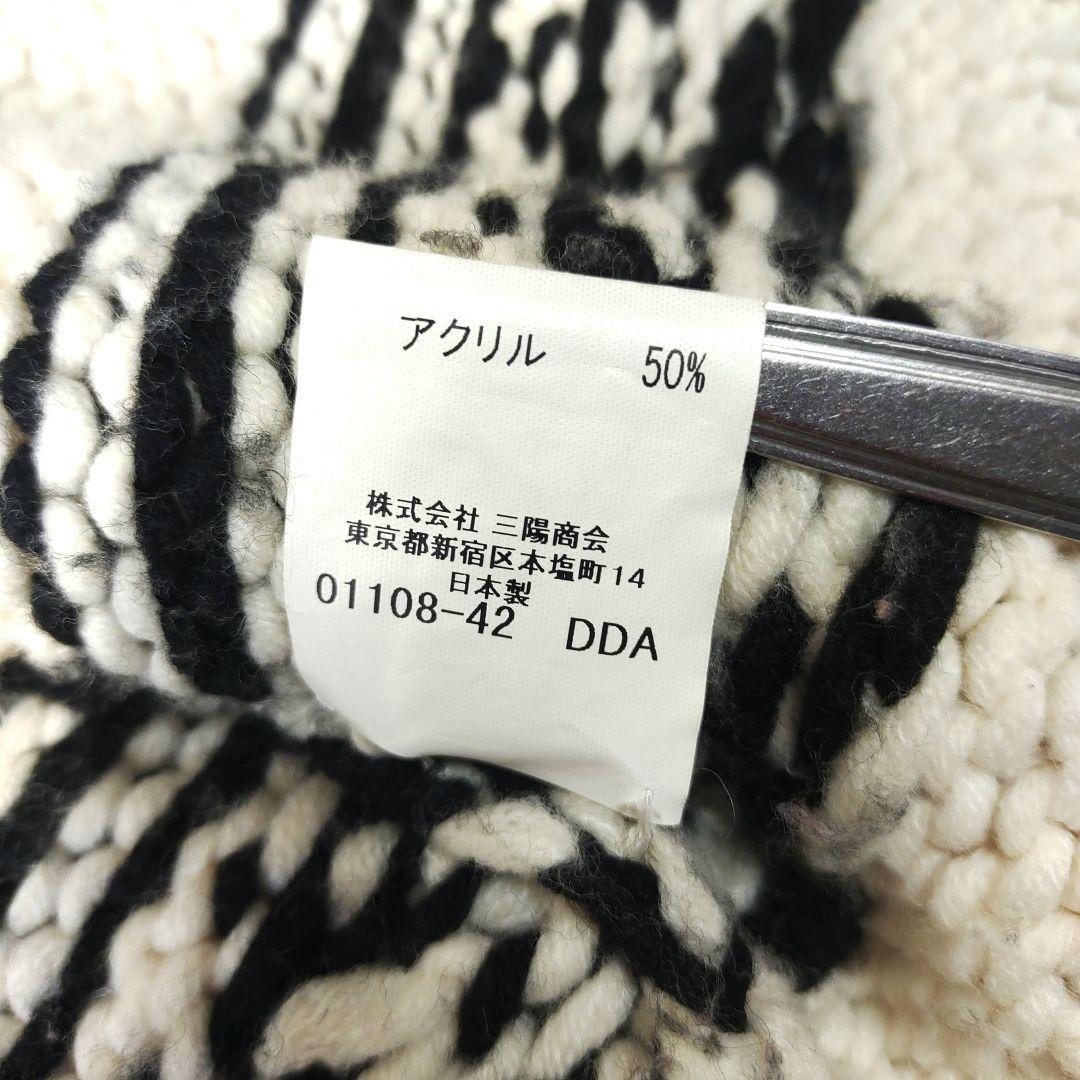 アクリル 50%
株式会社 三陽商会
東京都新宿区本塩町14
日本製
01108-42 DDA